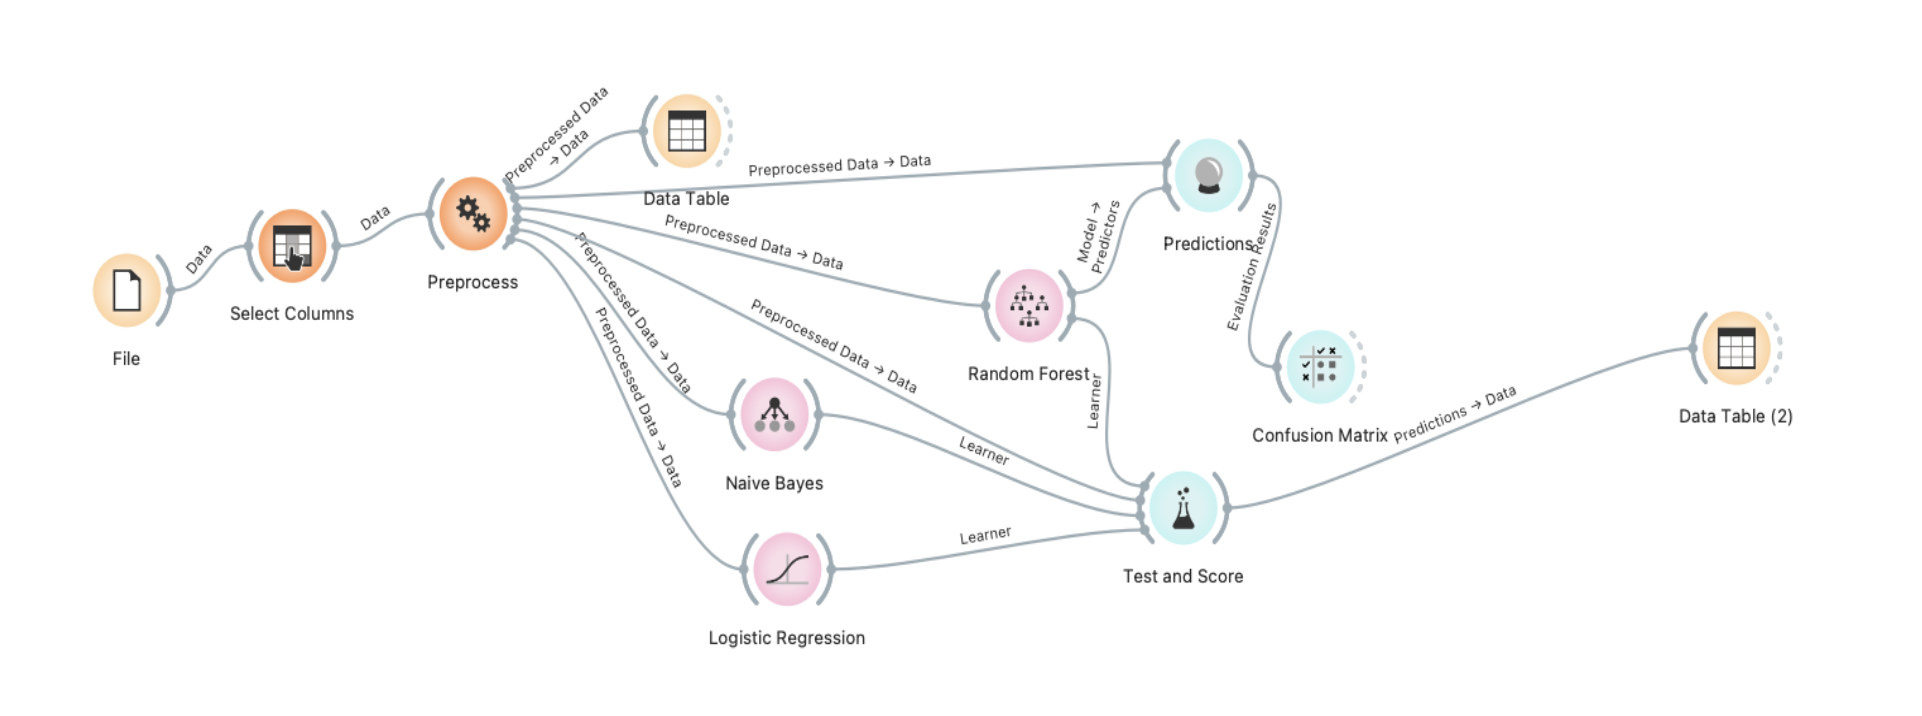 File
Data
Select Columns
Data
Preprocess
Preprocessed Data
→ Data
Data Table
Preprocessed Data → Data
Preprocessed Data → Data
Preprocessed Data → Data
Preprocessed Data → Data
Preprocessed Data → Data
Model →
Predictors
Predictions
Evaluation Results
Random Forest
Learner
Confusion Matrix
Naive Bayes
Learner
Logistic Regression
Learner
Test and Score
Predictions → Data
Data Table (2)